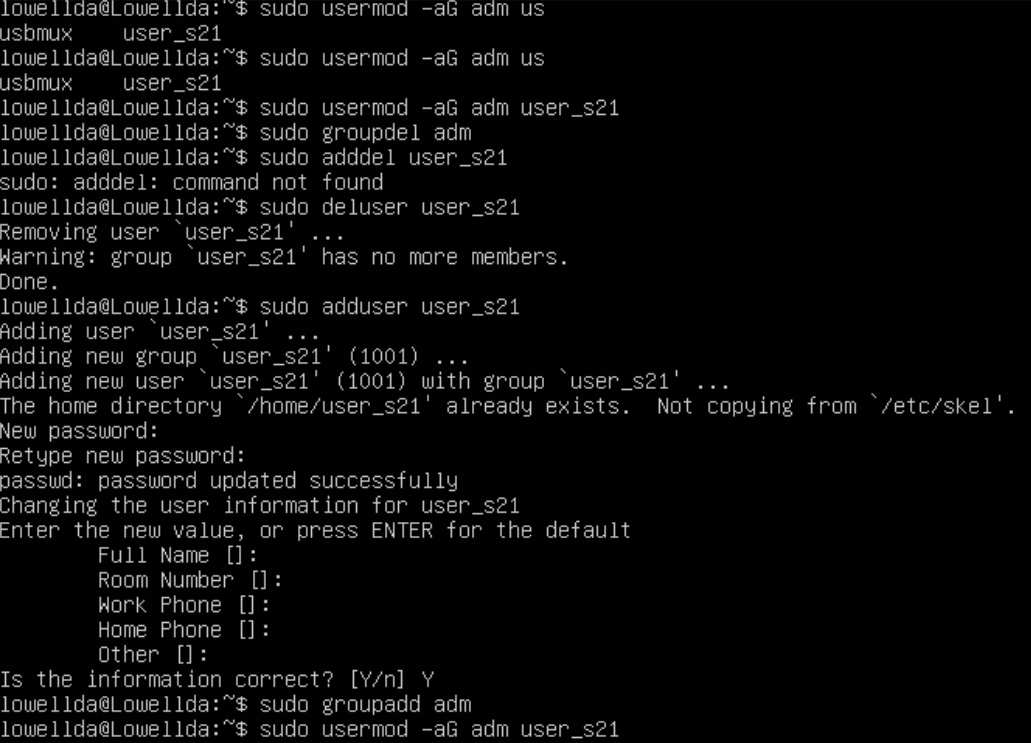 lowellda@Lowellda:~$ sudo usermod -aG adm us
usbmux    user_s21
lowellda@Lowellda:~$ sudo usermod -aG adm us
usbmux    user_s21
lowellda@Lowellda:~$ sudo usermod -aG adm user_s21
lowellda@Lowellda:~$ sudo groupdel adm
lowellda@Lowellda:~$ sudo adddel user_s21
sudo: adddel: command not found
lowellda@Lowellda:~$ sudo deluser user_s21
Removing user `user_s21' ...
Warning: group `user_s21' has no more members.
Done.
lowellda@Lowellda:~$ sudo adduser user_s21
Adding user `user_s21' ...
Adding new group `user_s21' (1001) ...
Adding new user `user_s21' (1001) with group `user_s21' ...
The home directory `/home/user_s21' already exists.  Not copying from `/etc/skel'.
New password:
Retype new password:
passwd: password updated successfully
Changing the user information for user_s21
Enter the new value, or press ENTER for the default
        Full Name []:
        Room Number []:
        Work Phone []:
        Home Phone []:
        Other []:
Is the information correct? [Y/n] Y
lowellda@Lowellda:~$ sudo groupadd adm
lowellda@Lowellda:~$ sudo usermod -aG adm user_s21